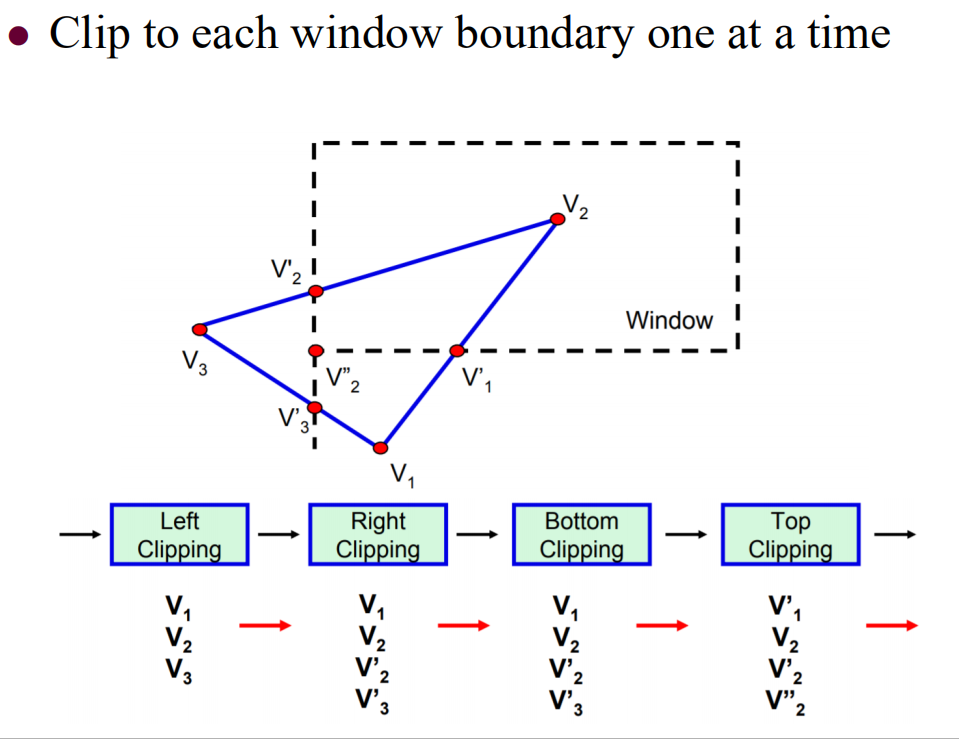 • Clip to each window boundary one at a time
V₂
V'₂
Window
V₃
V”₂
V’₁
V’₃
V₁
Left Clipping
Right Clipping
Bottom Clipping
Top Clipping
V₁
V₂
V₃
V₁
V₂
V’₂
V’₃
V₁
V₂
V’₂
V’₃
V’₁
V₂
V’₂
V”₂